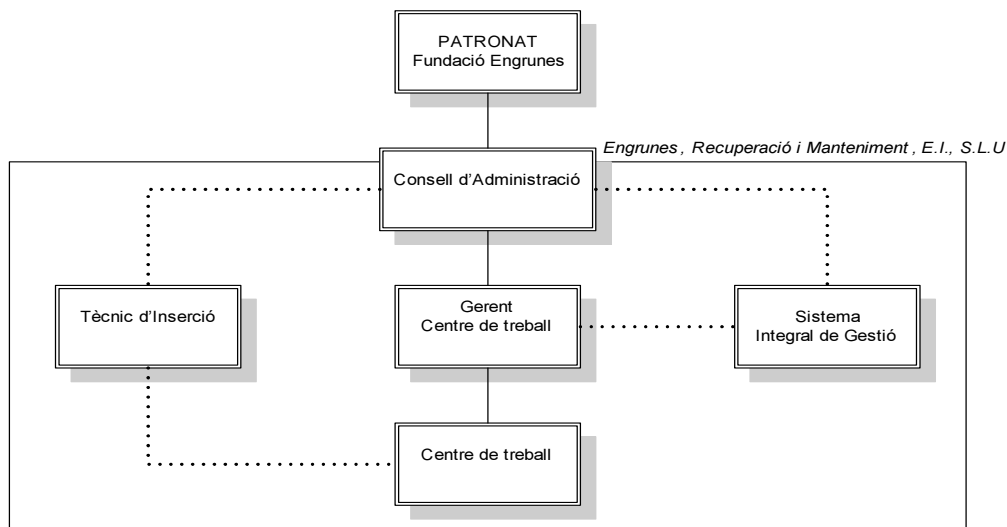 PATRONAT
Fundació Engrunes
Engrunes, Recuperació i Manteniment, E.I., S.L.U
Consell d'Administració
Tècnic d'Inserció
Gerent
Centre de treball
Sistema
Integral de Gestió
Centre de treball